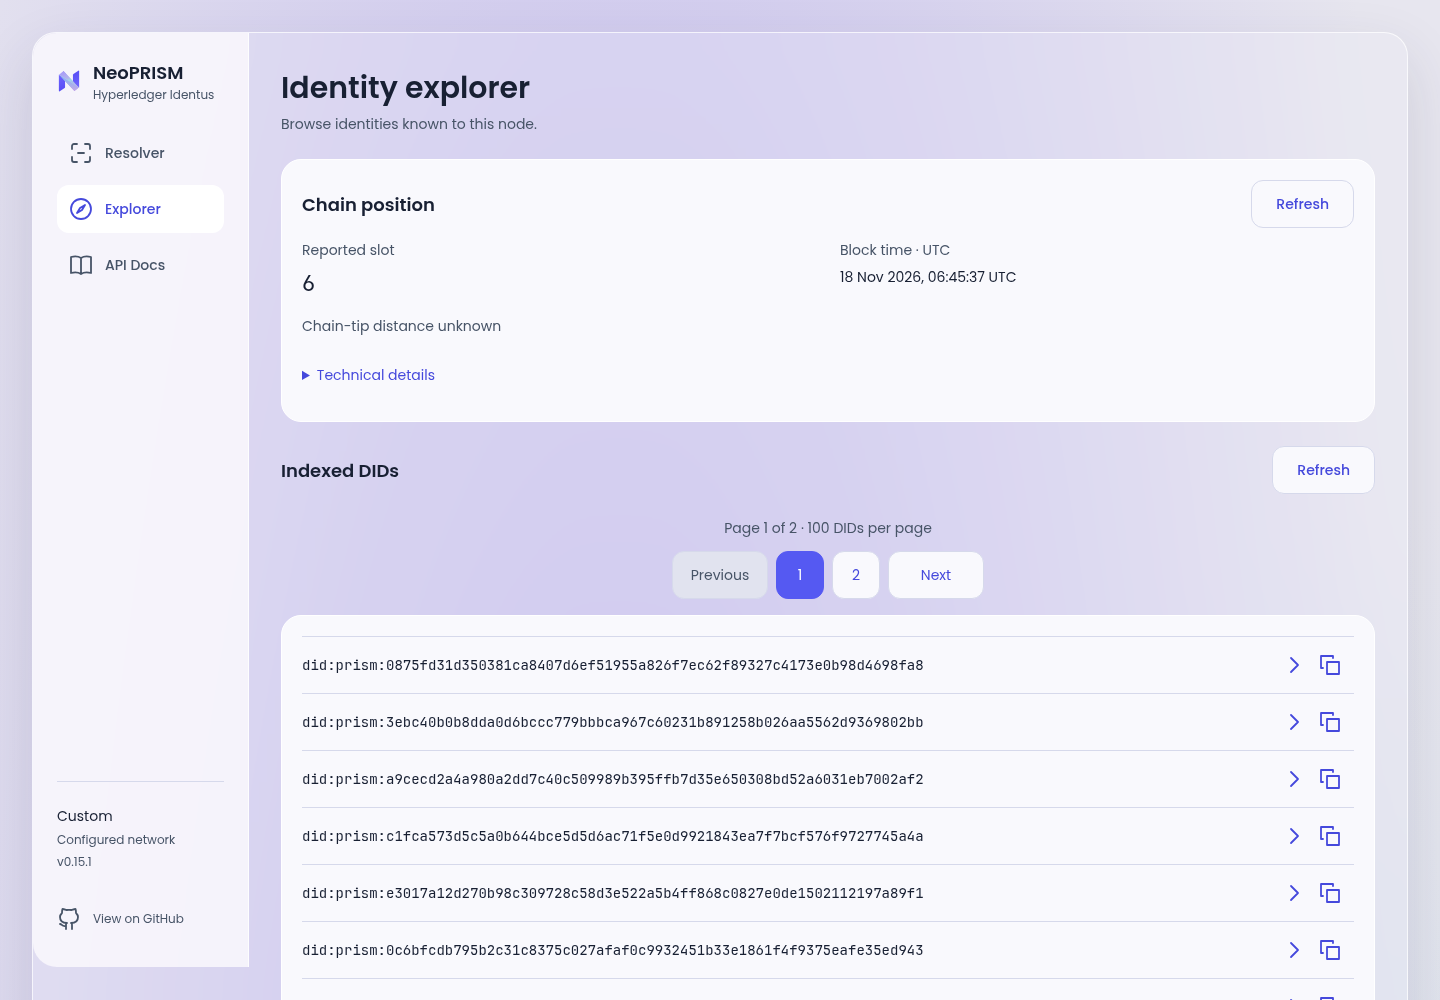 NeoPRISM
Hyperledger Identus
Resolver
Explorer
API Docs
Custom
Configured network
v0.15.1
View on GitHub
Identity explorer
Browse identities known to this node.
Chain position
Refresh
Reported slot
6
Block time · UTC
18 Nov 2026, 06:45:37 UTC
Chain-tip distance unknown
Technical details
Indexed DIDs
Refresh
Page 1 of 2 · 100 DIDs per page
Previous 1 2 Next
did:prism:0875fd31d350381ca8407d6ef51955a826f7ec62f89327c4173e0b98d4698fa8
did:prism:3ebc40b0b8dda0d6bccc779bbbca967c60231b891258b026aa5562d9369802bb
did:prism:a9cecd2a4a980a2dd7c40c509989b395ffb7d35e650308bd52a6031eb7002af2
did:prism:c1fca573d5c5a0b644bce5d5d6ac71f5e0d9921843ea7f7bcf576f9727745a4a
did:prism:e3017a12d270b98c309728c58d3e522a5b4ff868c0827e0de1502112197a89f1
did:prism:0c6bfcdb795b2c31c8375c027afaf0c9932451b33e1861f4f9375eafe35ed943